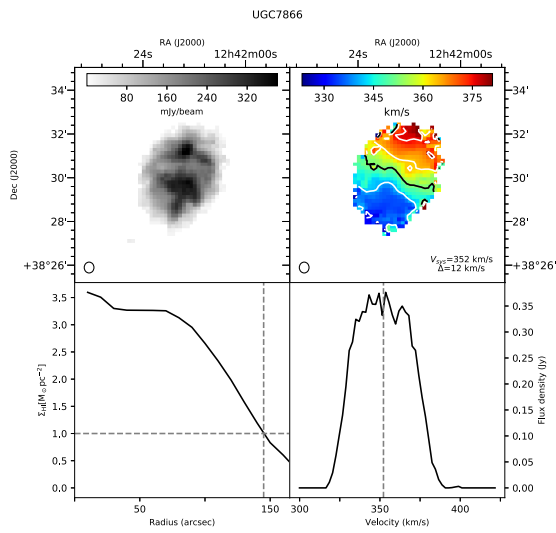 UGC7866
RA (J2000)
RA (J2000)
24s
12h42m00s
24s
12h42m00s
80
160
240
320
mJy/beam
330
345
360
375
km/s
Dec (J2000)
34'
32'
30'
28'
+38°26'
34'
32'
30'
28'
+38°26'
V_sys=352 km/s
Δ=12 km/s
Σ_HI[M_⊙pc⁻²]
3.5
3.0
2.5
2.0
1.5
1.0
0.5
0.0
50
150
Radius (arcsec)
300
350
400
Velocity (km/s)
0.35
0.30
0.25
0.20
0.15
0.10
0.05
0.00
Flux density (Jy)